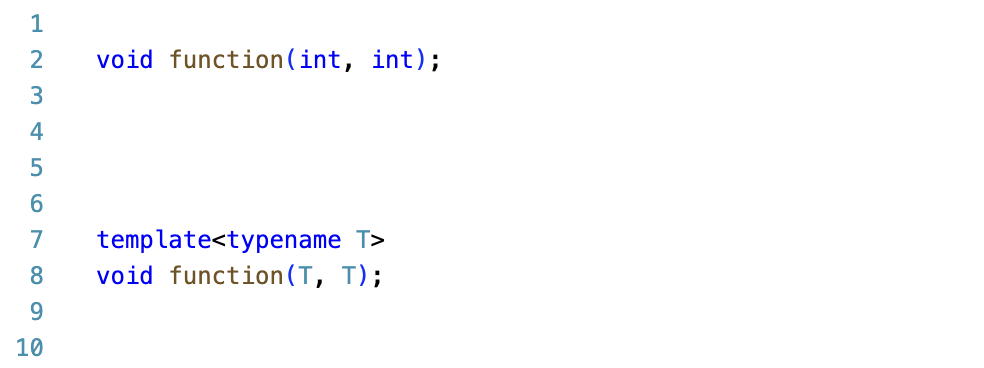 1
2 void function(int, int);
3
4
5
6
7 template<typename T>
8 void function(T, T);
9
10